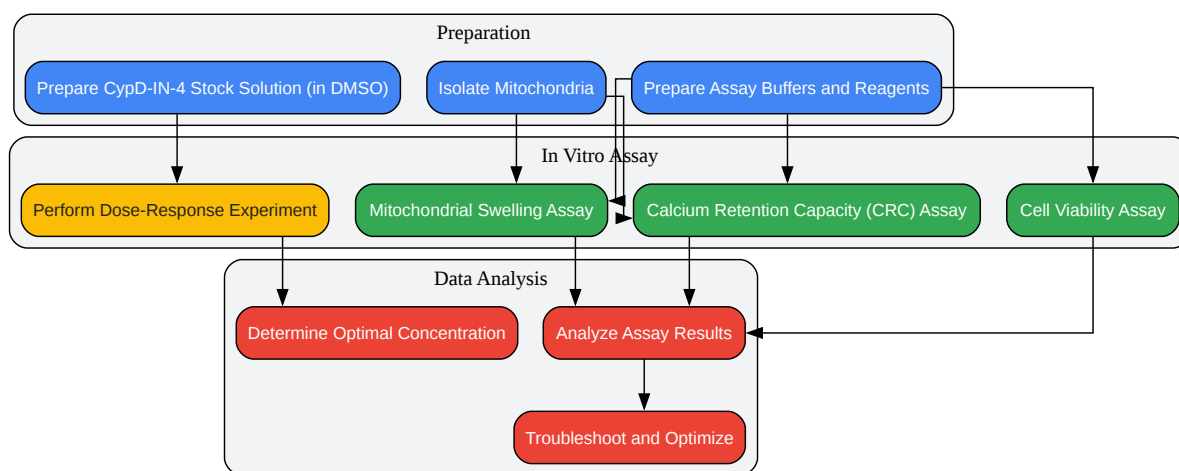 Preparation
Prepare CypD-IN-4 Stock Solution (in DMSO)
Isolate Mitochondria
Prepare Assay Buffers and Reagents
In Vitro Assay
Perform Dose-Response Experiment
Mitochondrial Swelling Assay
Calcium Retention Capacity (CRC) Assay
Cell Viability Assay
Data Analysis
Determine Optimal Concentration
Analyze Assay Results
Troubleshoot and Optimize